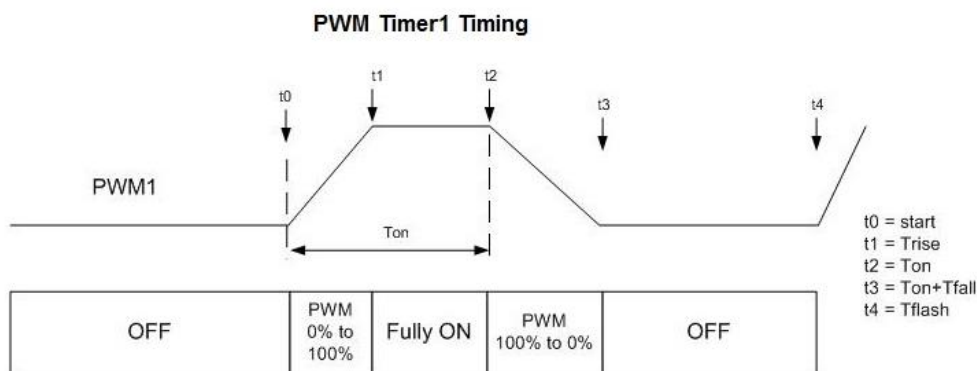 PWM Timer1 Timing
t0
t1
t2
t3
t4
PWM1
Ton
t0 = start
t1 = Trise
t2 = Ton
t3 = Ton+Tfall
t4 = Tflash
OFF
PWM
0% to
100%
Fully ON
PWM
100% to 0%
OFF